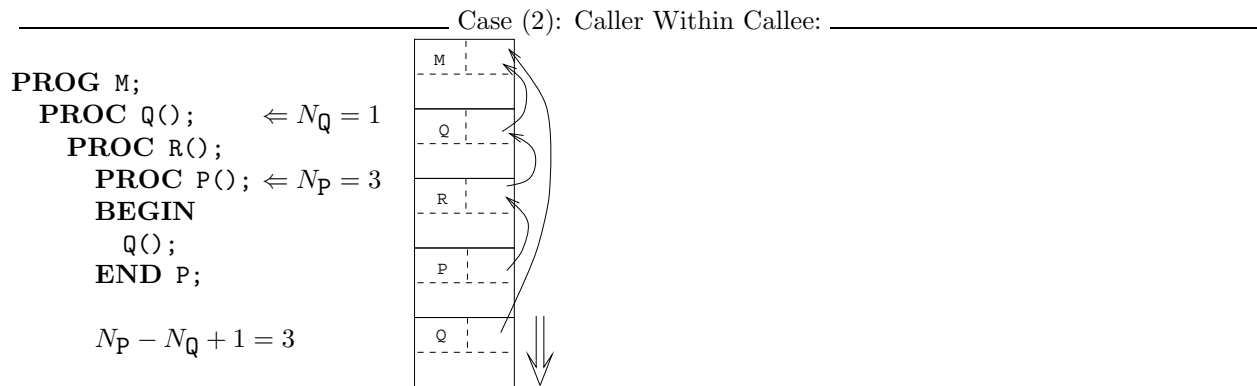 Case (2): Caller Within Callee:
PROG M;
PROC Q(); ⇐ N_Q = 1
PROC R();
PROC P(); ⇐ N_P = 3
BEGIN
Q();
END P;
N_P − N_Q + 1 = 3
M
Q
R
P
Q